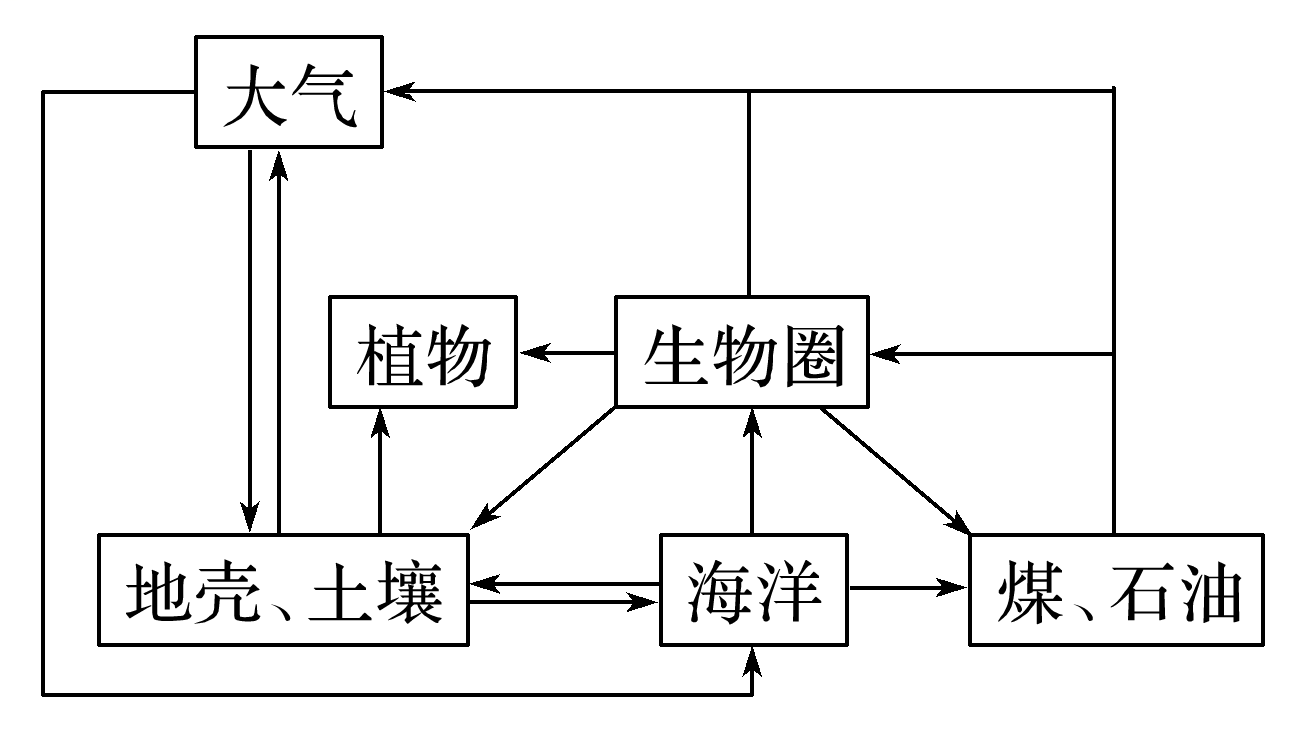 大气
植物
生物圈
地壳、土壤
海洋
煤、石油